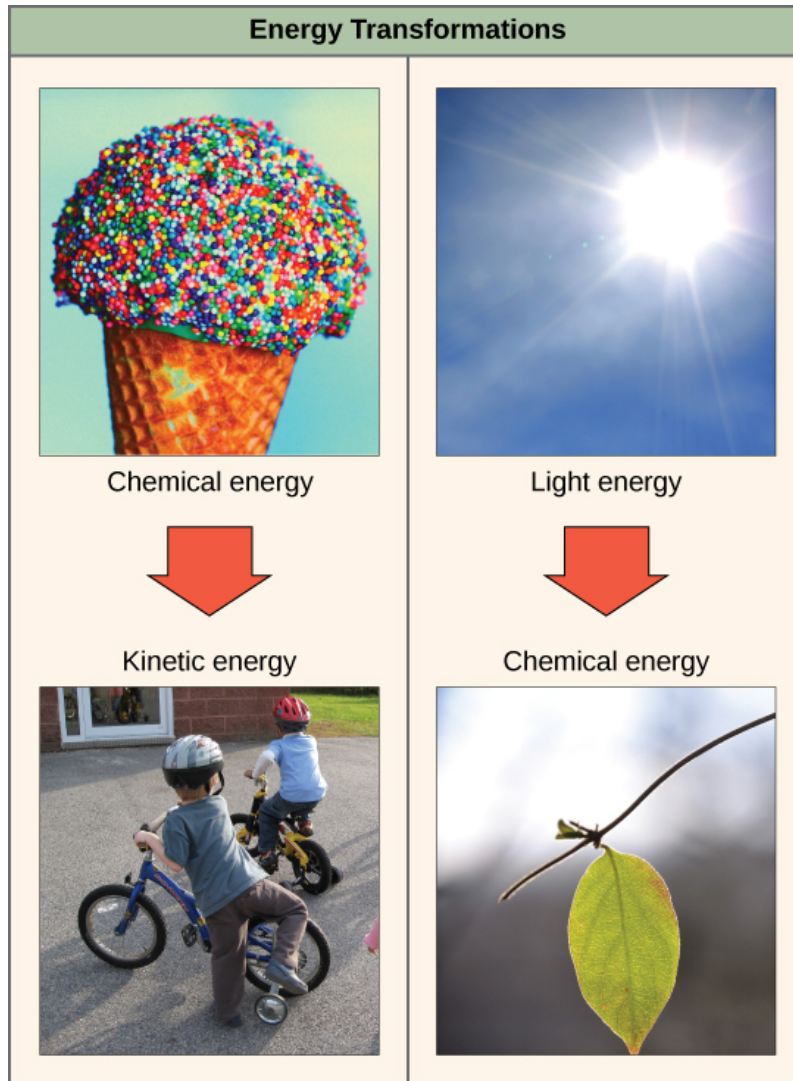 Energy Transformations
Chemical energy
Light energy
Kinetic energy
Chemical energy